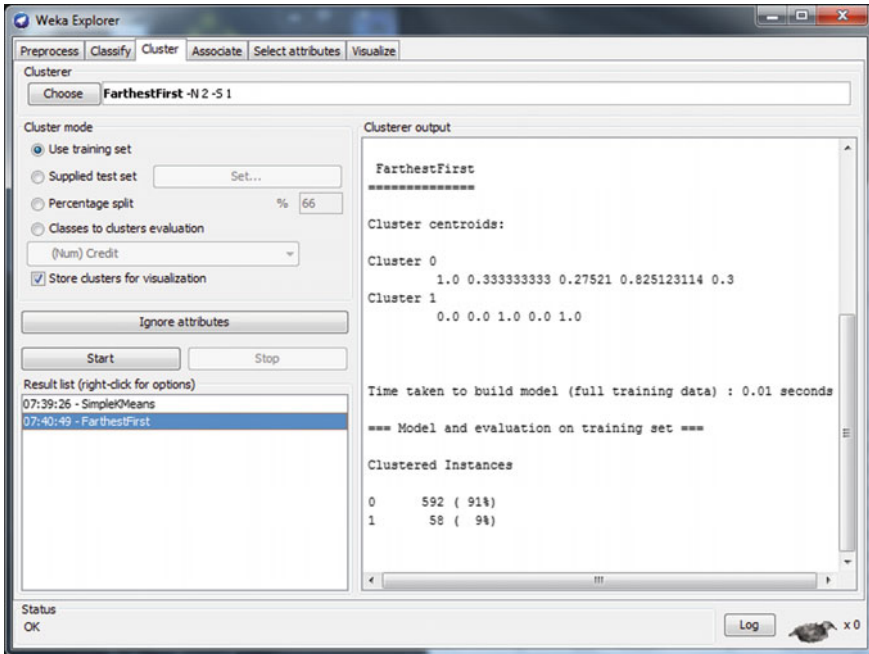 Weka Explorer
Preprocess Classify Cluster Associate Select attributes Visualize
Clusterer
Choose FarthestFirst -N 2 -S 1
Cluster mode
Use training set
Supplied test set Set...
Percentage split % 66
Classes to clusters evaluation
(Num) Credit
Store clusters for visualization
Ignore attributes
Start Stop
Result list (right-click for options)
07:39:26 - SimpleKMeans
07:40:49 - FarthestFirst
Clusterer output
FarthestFirst
==============
Cluster centroids:
Cluster 0
1.0 0.333333333 0.27521 0.825123114 0.3
Cluster 1
0.0 0.0 1.0 0.0 1.0
Time taken to build model (full training data) : 0.01 seconds
=== Model and evaluation on training set ===
Clustered Instances
0 592 ( 91%)
1 58 ( 9%)
Status
OK
Log x 0